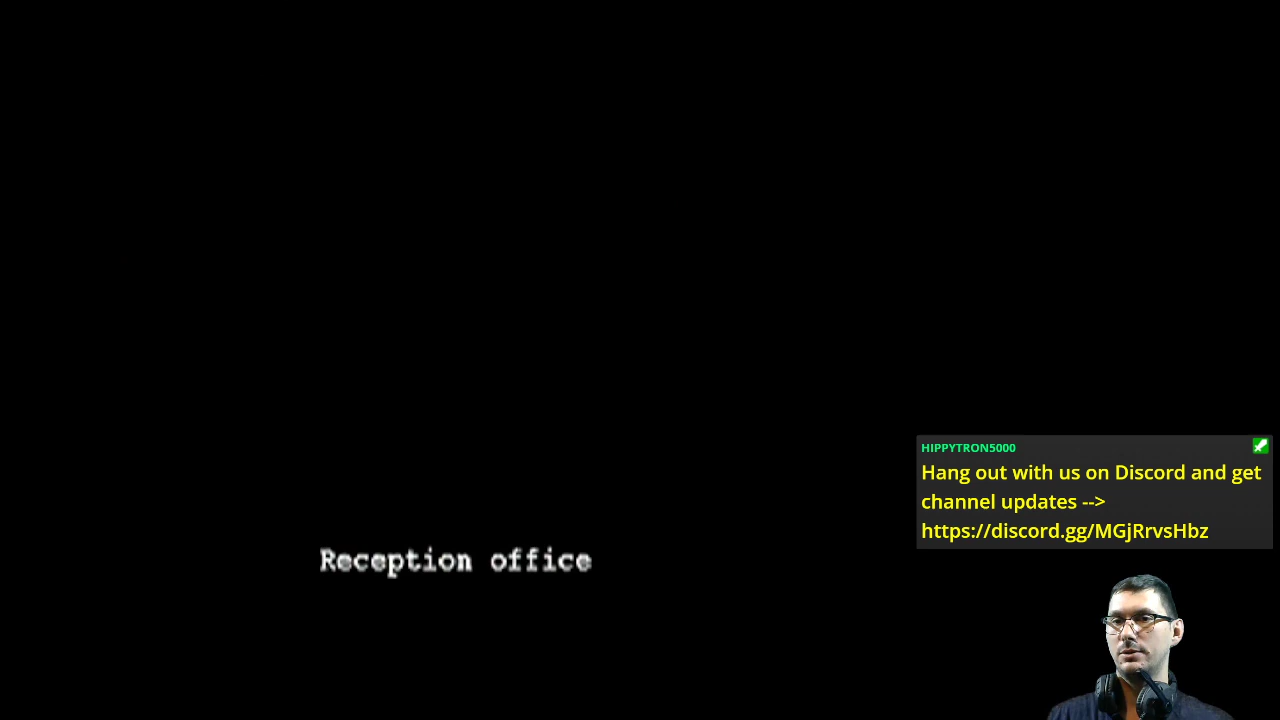 HIPPYTRON5000
Hang out with us on Discord and get
channel updates -->
https://discord.gg/MGjRrvsHbz
Reception office